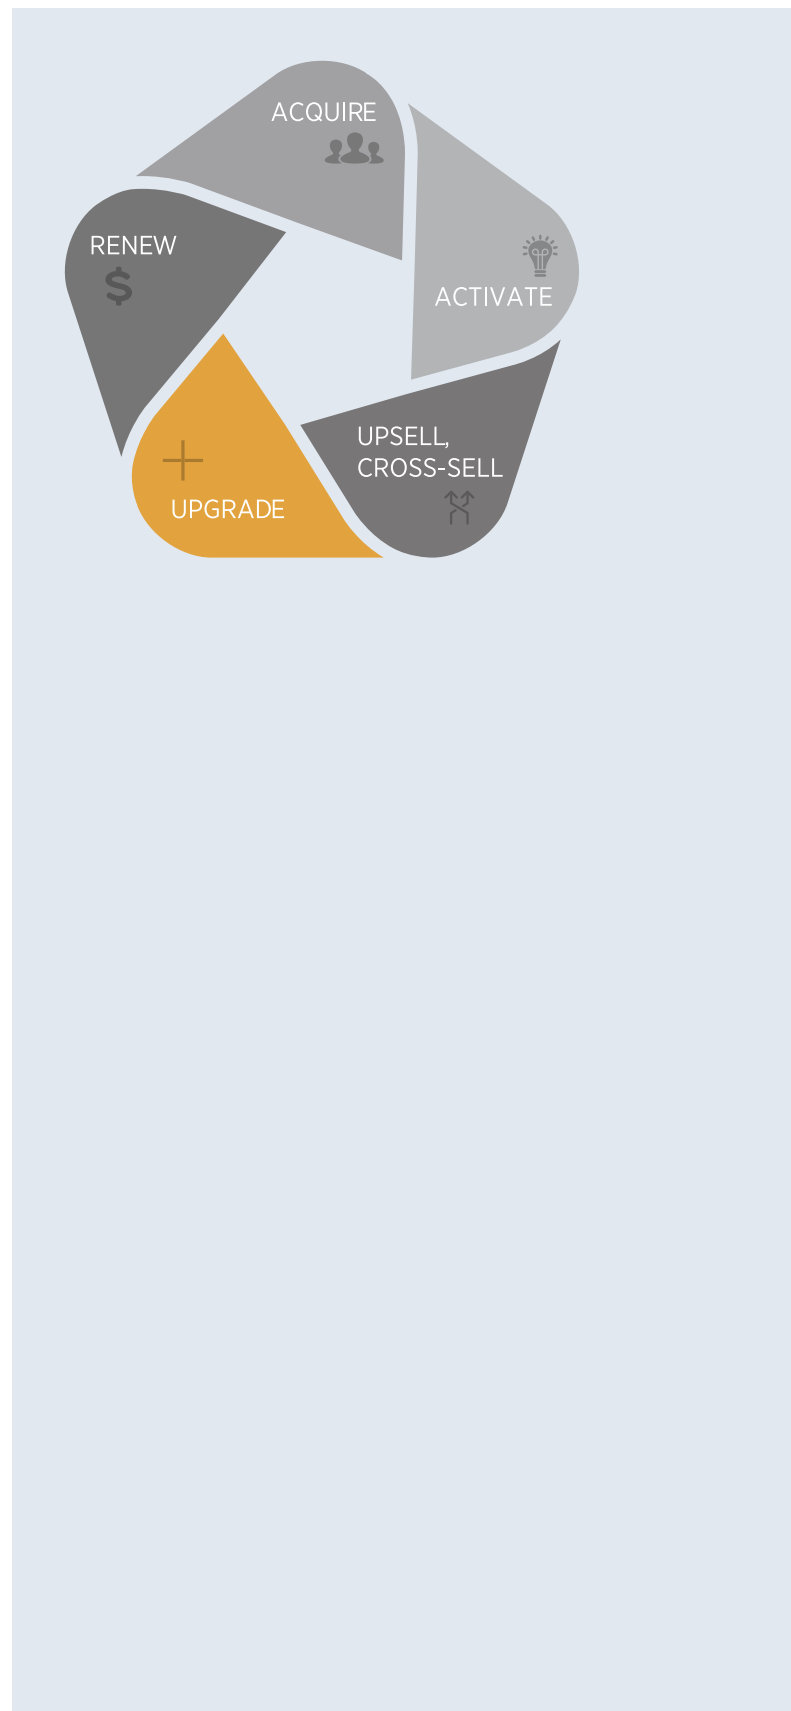 ACQUIRE
RENEW
ACTIVATE
UPSELL,
CROSS-SELL
UPGRADE